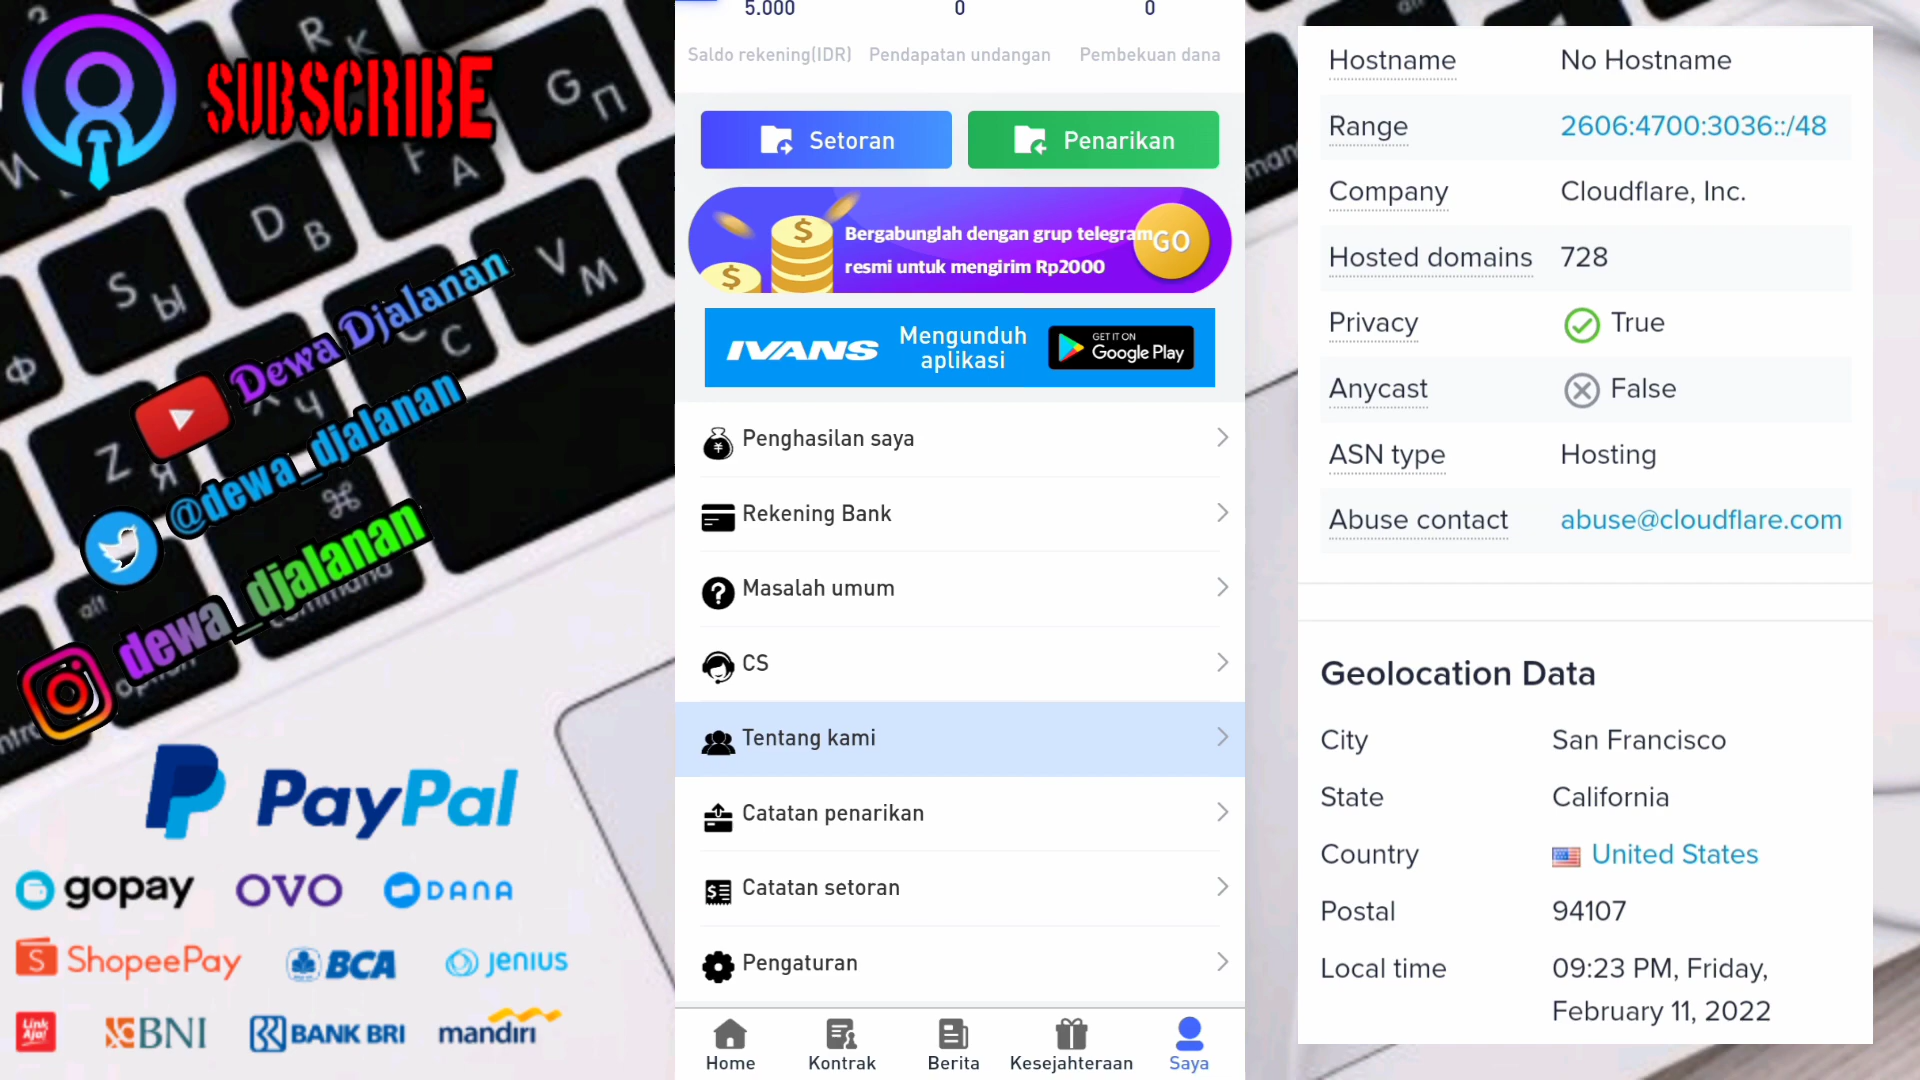 SUBSCRIBE
Dewa Djalanan
@dewa_djalanan
dewa_djalanan
PayPal
gopay
OVO
DANA
S ShopeePay
BCA
Jenius
Link Aja!
BNI
BANK BRI
mandiri
5.000 0 0
Saldo rekening(IDR) Pendapatan undangan Pembekuan dana
Setoran Penarikan
Bergabunglah dengan grup telegram
resmi untuk mengirim Rp2000
GO
IVANS
Mengunduh
aplikasi
GET IT ON
Google Play
Penghasilan saya
Rekening Bank
Masalah umum
CS
Tentang kami
Catatan penarikan
Catatan setoran
Pengaturan
Home Kontrak Berita Kesejahteraan Saya
Hostname No Hostname
Range 2606:4700:3036::/48
Company Cloudflare, Inc.
Hosted domains 728
Privacy True
Anycast False
ASN type Hosting
Abuse contact abuse@cloudflare.com
Geolocation Data
City San Francisco
State California
Country United States
Postal 94107
Local time 09:23 PM, Friday,
February 11, 2022